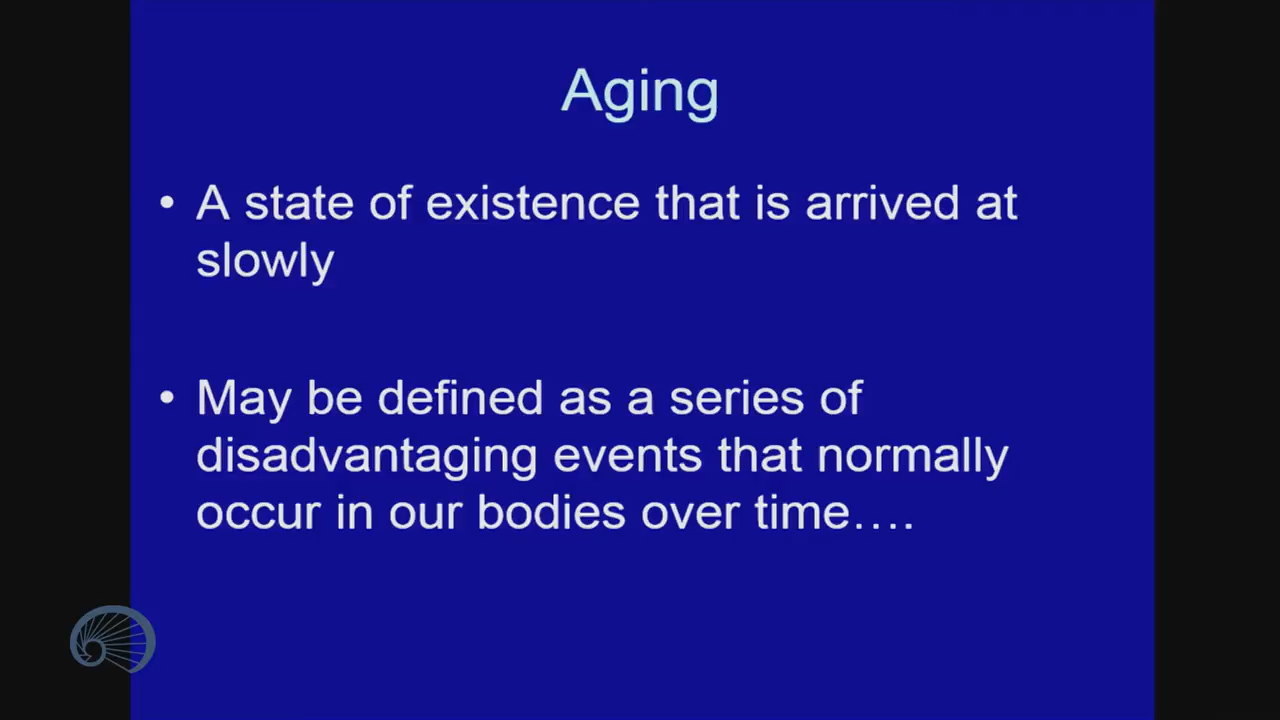 Aging
• A state of existence that is arrived at
slowly
• May be defined as a series of
disadvantaging events that normally
occur in our bodies over time….